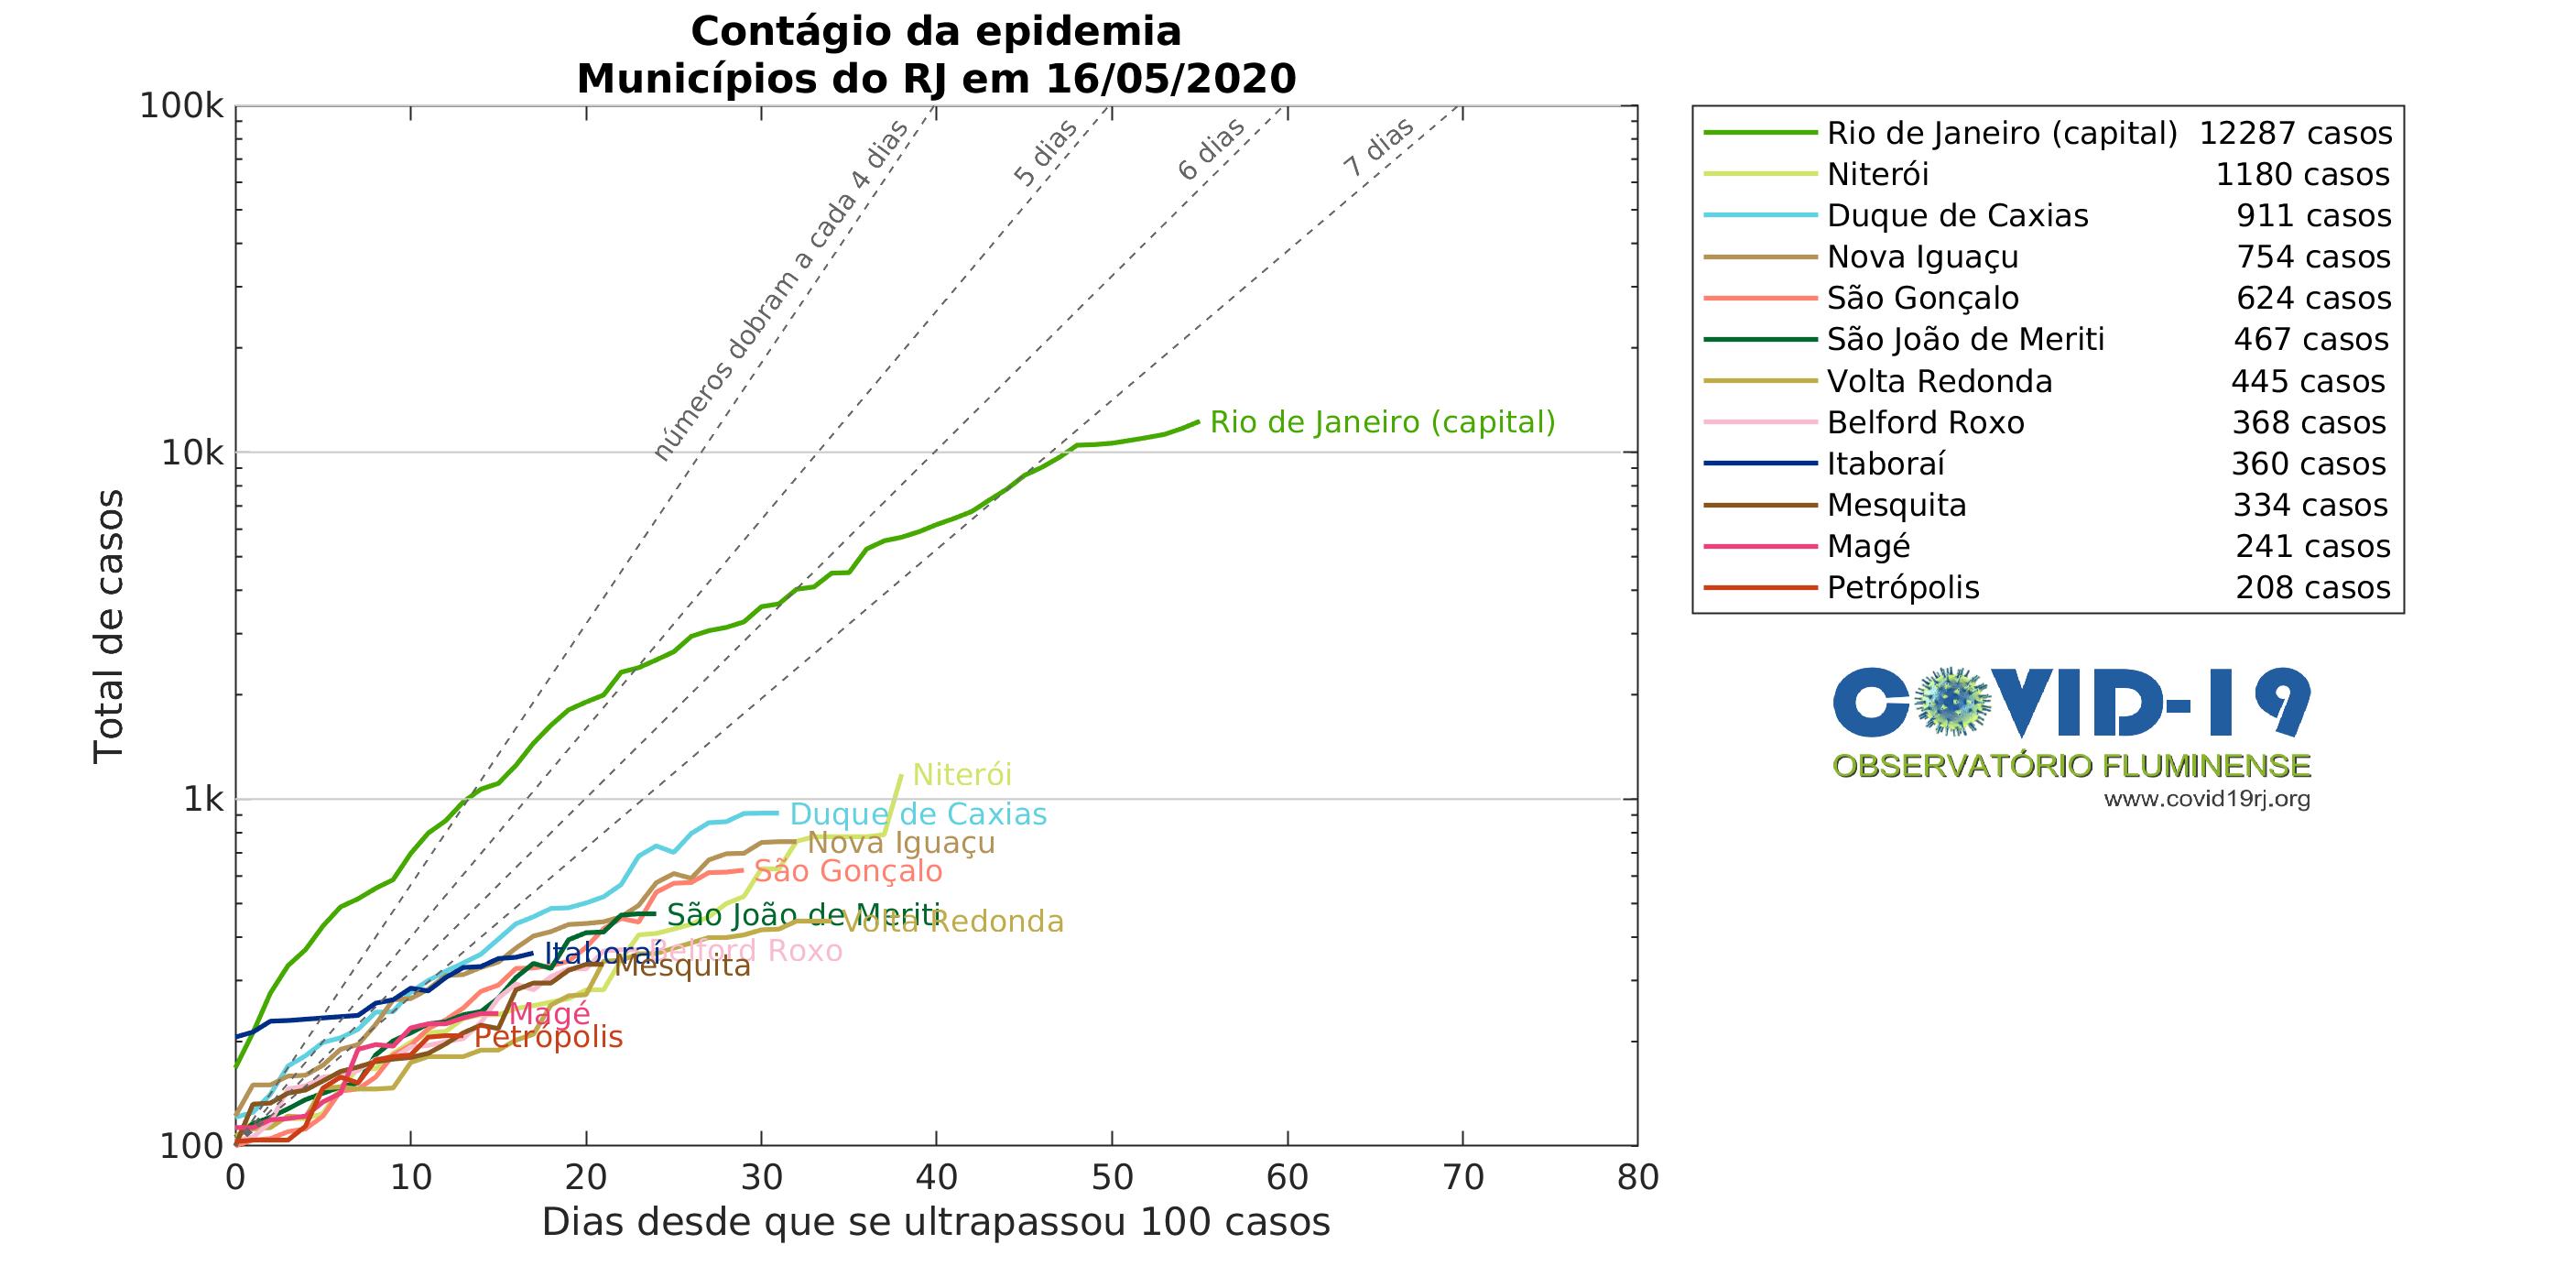 Contágio da epidemia
Municípios do RJ em 16/05/2020
Total de casos
100k
10k
1k
100
0 10 20 30 40 50 60 70 80
Dias desde que se ultrapassou 100 casos
números dobram a cada 4 dias
5 dias
6 dias
7 dias
Rio de Janeiro (capital)
Niterói
Duque de Caxias
Nova Iguaçu
São Gonçalo
São João de Meriti
Volta Redonda
Belford Roxo
Itaboraí
Mesquita
Magé
Petrópolis
Rio de Janeiro (capital) 12287 casos
Niterói 1180 casos
Duque de Caxias 911 casos
Nova Iguaçu 754 casos
São Gonçalo 624 casos
São João de Meriti 467 casos
Volta Redonda 445 casos
Belford Roxo 368 casos
Itaboraí 360 casos
Mesquita 334 casos
Magé 241 casos
Petrópolis 208 casos
COVID-19
OBSERVATÓRIO FLUMINENSE
www.covid19rj.org